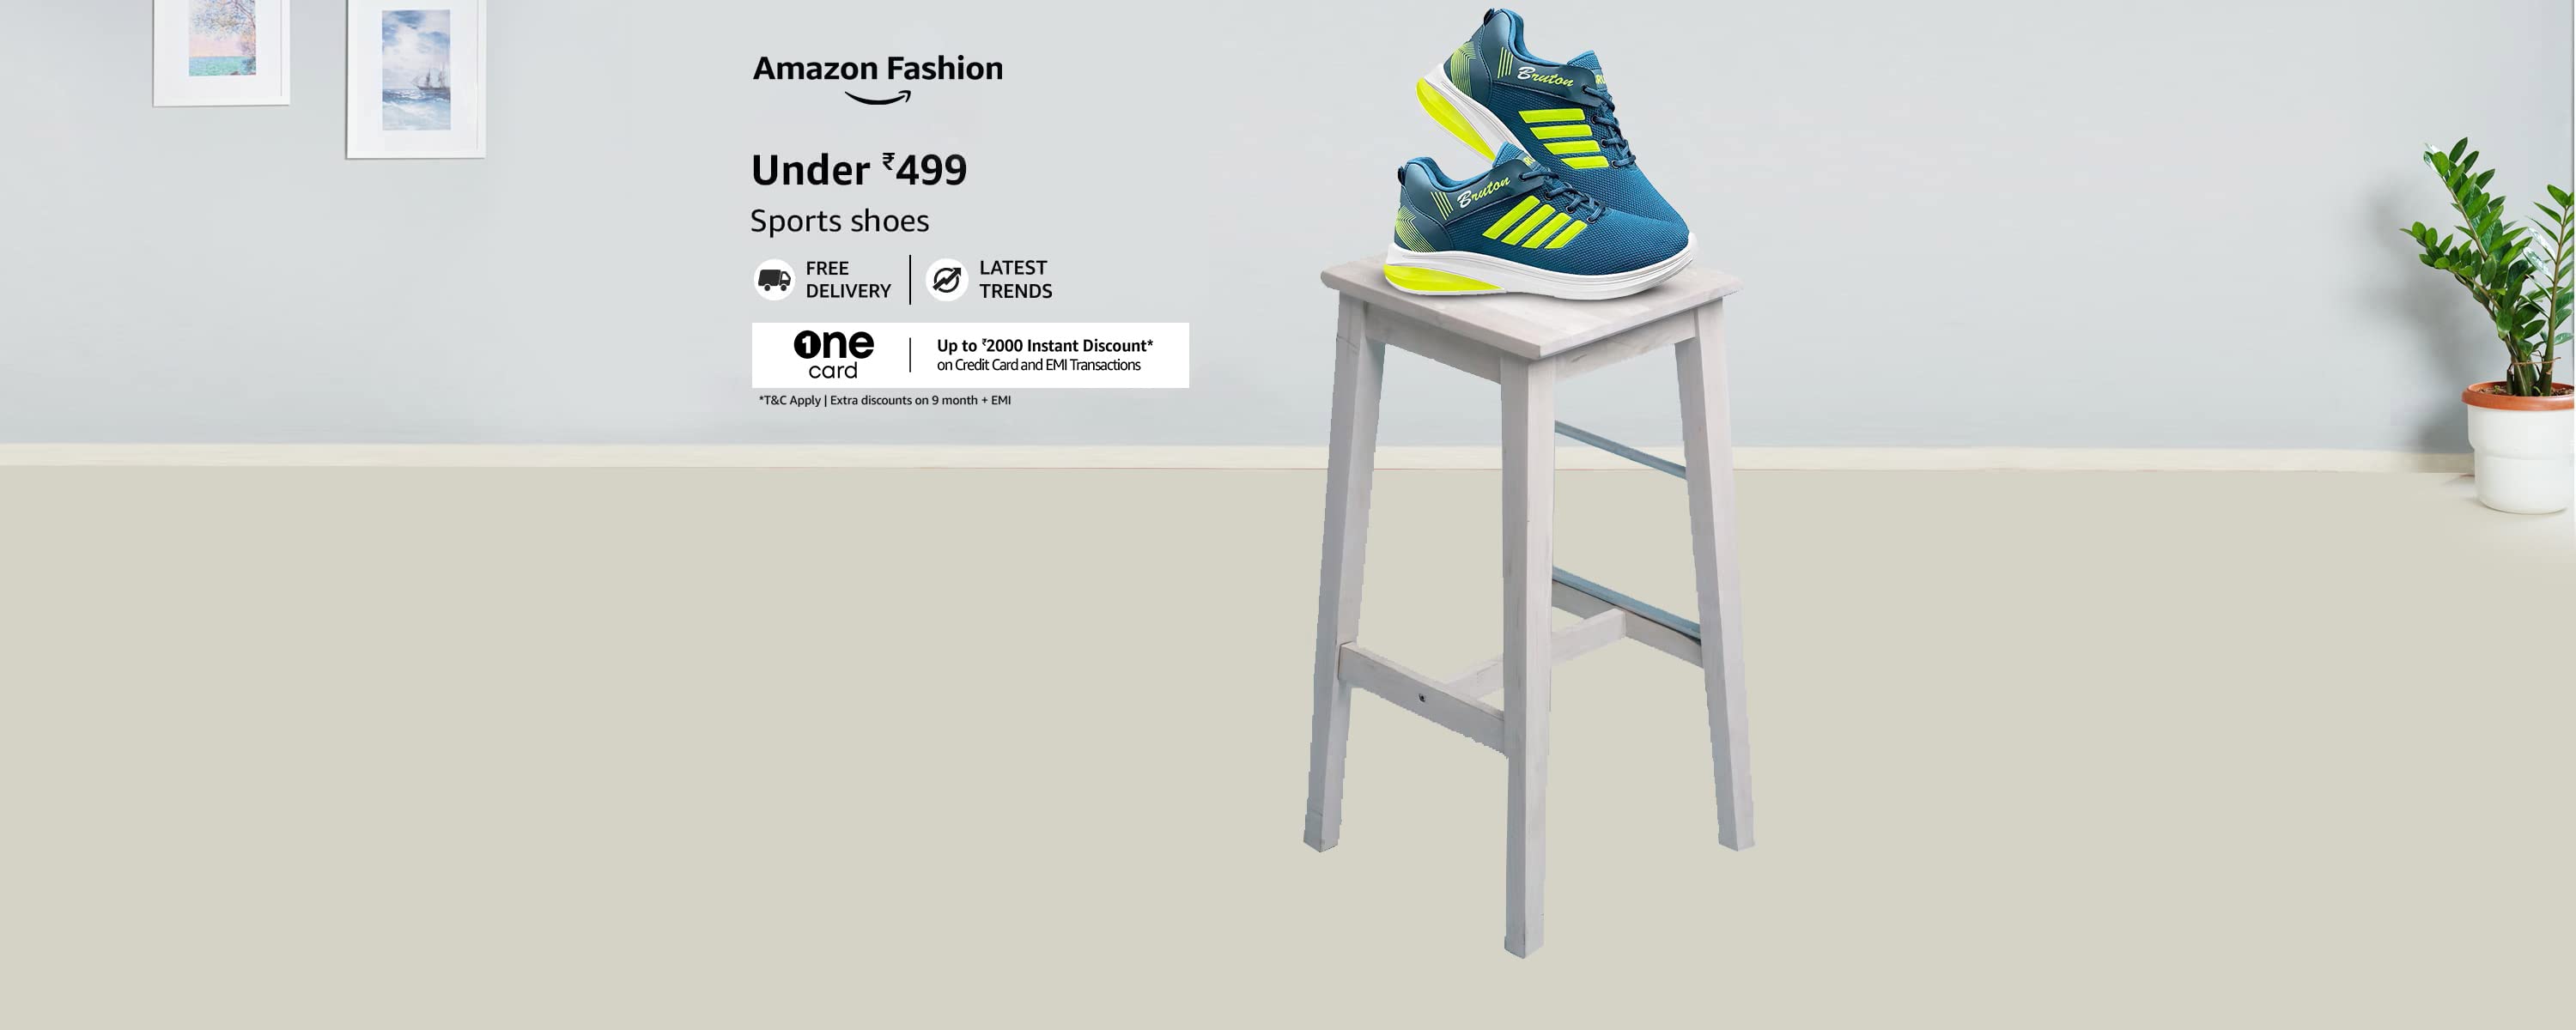 Amazon Fashion
Under ₹499
Sports shoes
FREE
DELIVERY
LATEST
TRENDS
1ne
card
Up to ₹2000 Instant Discount*
on Credit Card and EMI Transactions
*T&C Apply | Extra discounts on 9 month + EMI
Bruton
Bruton